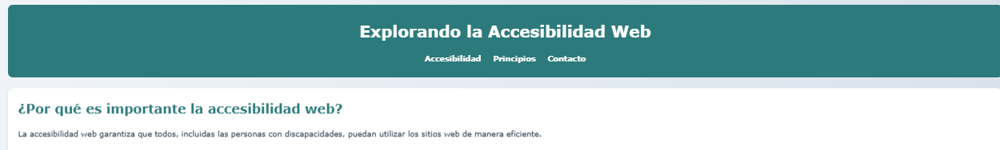 Explorando la Accesibilidad Web
Accesibilidad Principios Contacto
¿Por qué es importante la accesibilidad web?
La accesibilidad web garantiza que todos, incluidas las personas con discapacidades, puedan utilizar los sitios web de manera eficiente.